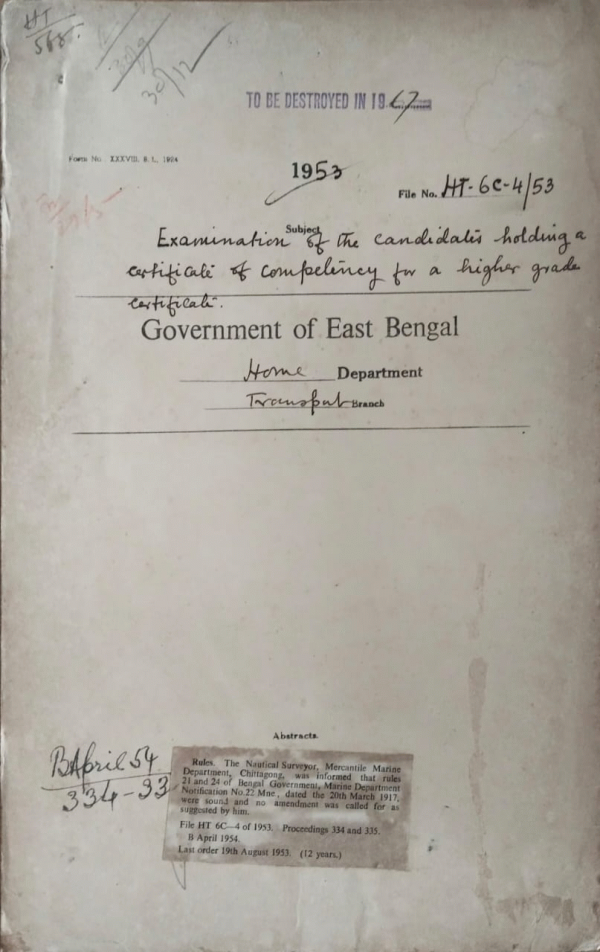 HT
588.
30/12
TO BE DESTROYED IN 1967
Form No. XXXVIII. B. L. 1924
1953
File No. HT-6C-4/53
Subject
Examination of the candidates holding a
certificate of competency for a higher grade
certificate.
Government of East Bengal
Home Department
Transport Branch
Abstracts.
B April 54
334-33
Rules. The Nautical Surveyor, Mercantile Marine
Department, Chittagong, was informed that rules
21 and 24 of Bengal Government, Marine Department
Notification No.22 Mne, dated the 20th March 1917,
were sound and no amendment was called for as
suggested by him.
File HT 6C—4 of 1953. Proceedings 334 and 335.
B April 1954.
Last order 19th August 1953. (12 years.)